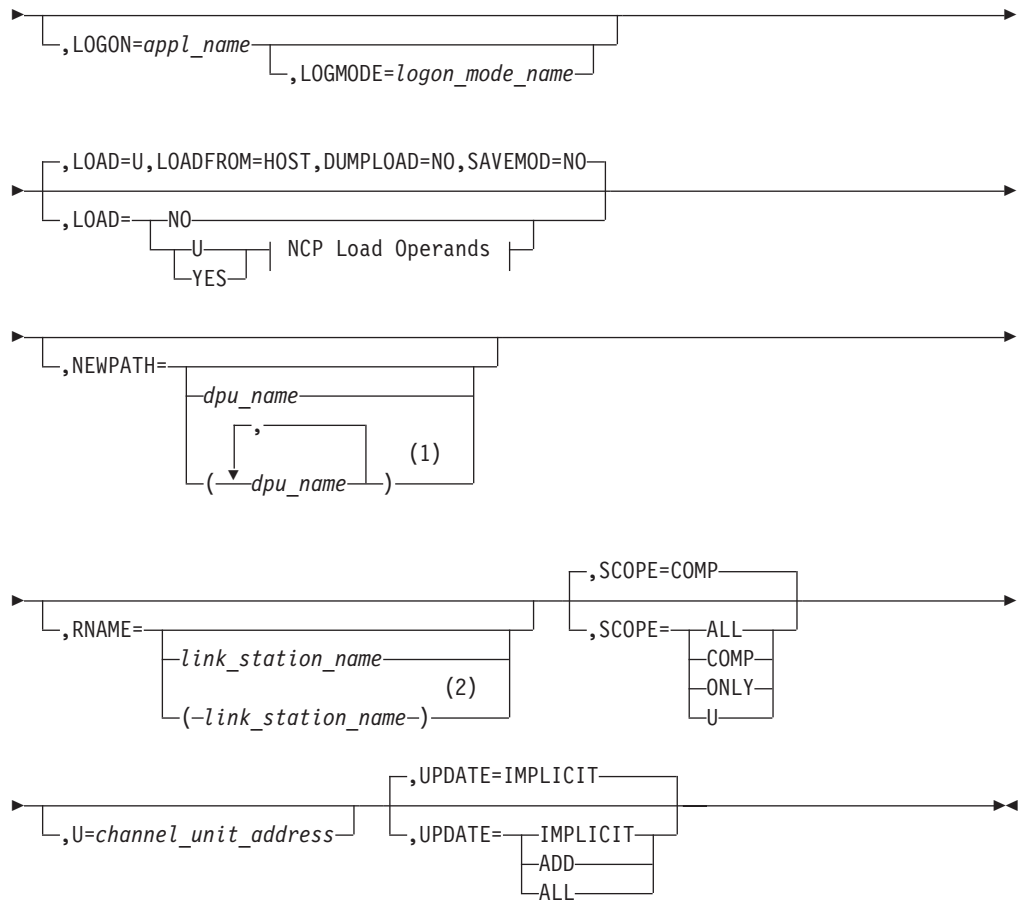 ,LOGON=appl_name
,LOGMODE=logon_mode_name
,LOAD=U,LOADFROM=HOST,DUMPLOAD=NO,SAVEMOD=NO
,LOAD= NO
U NCP Load Operands
YES
,NEWPATH=
dpu_name
,
(1)
( dpu_name )
,SCOPE=COMP
,RNAME= ,SCOPE= ALL
link_station_name COMP
(2) ONLY
(link_station_name) U
,UPDATE=IMPLICIT
,U=channel_unit_address ,UPDATE= IMPLICIT
ADD
ALL